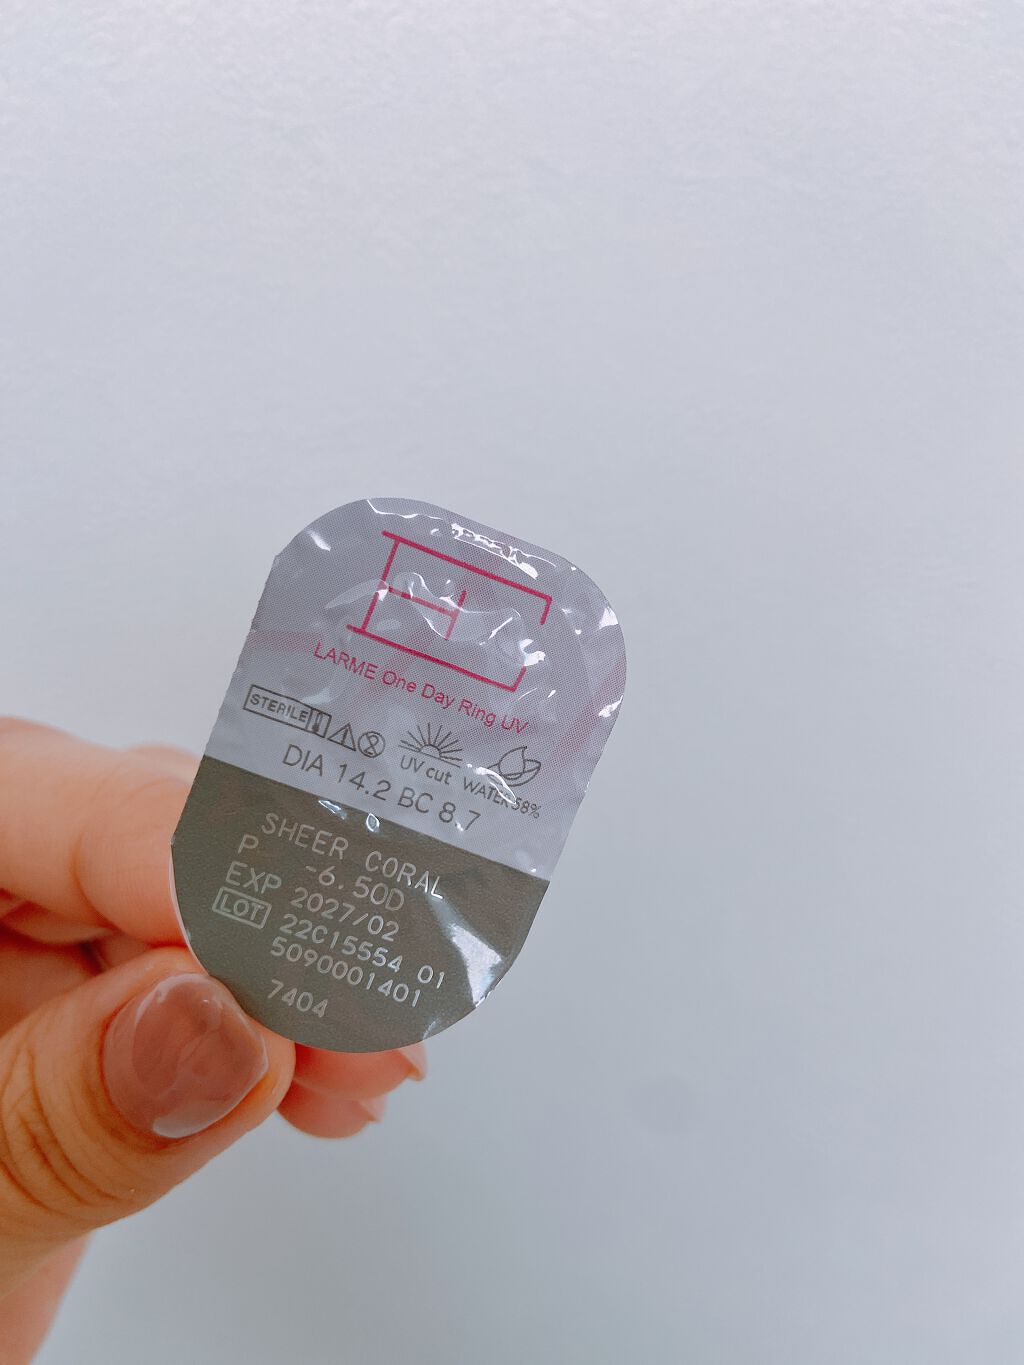 LARME One Day Ring UV
STERILE
UV cut WATER 58%
DIA 14.2 BC 8.7
SHEER CORAL
P -6.50D
EXP 2027/02
LOT 22C15554 01
5090001401
7404